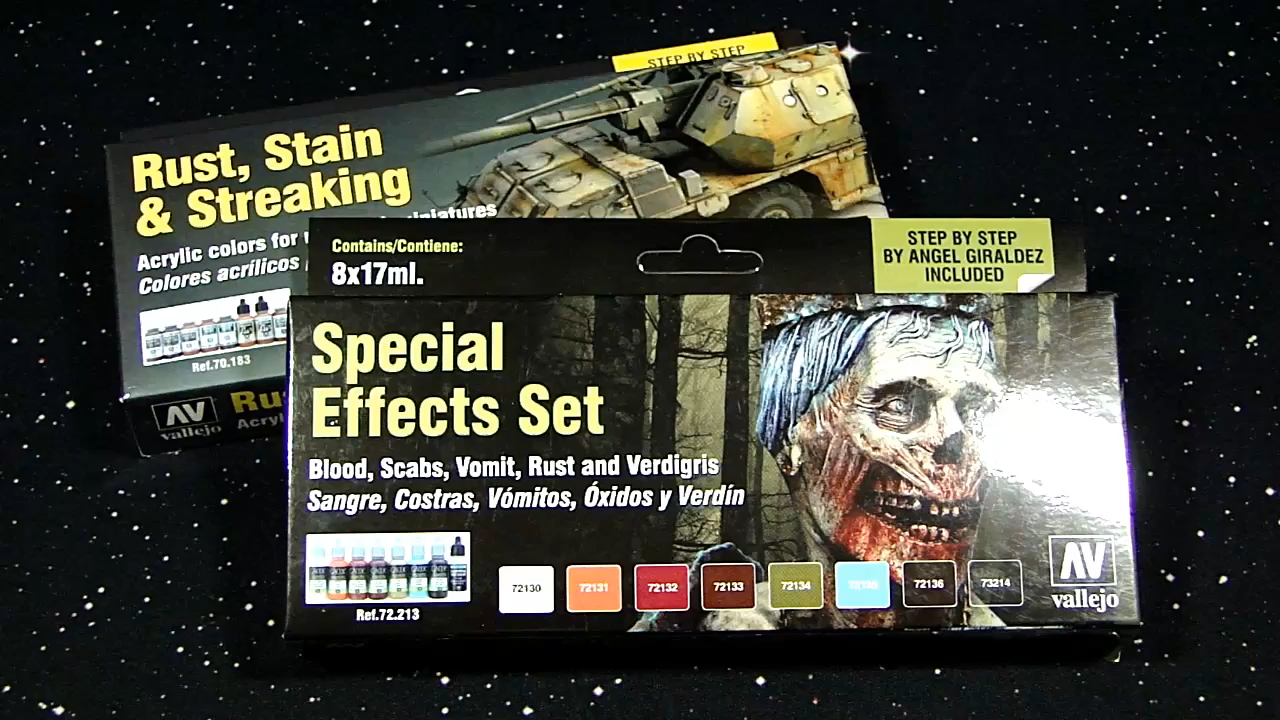 STEP BY STEP
Rust, Stain
& Streaking
Acrylic colors for
Colores acrílicos
Ref.70.183
AV
vallejo
Contains/Contiene:
8x17ml.
STEP BY STEP
BY ANGEL GIRALDEZ
INCLUDED
Special
Effects Set
Blood, Scabs, Vomit, Rust and Verdigris
Sangre, Costras, Vómitos, Óxidos y Verdín
Ref.72.213
72130 72131 72132 72133 72134 72136 73214
AV
vallejo